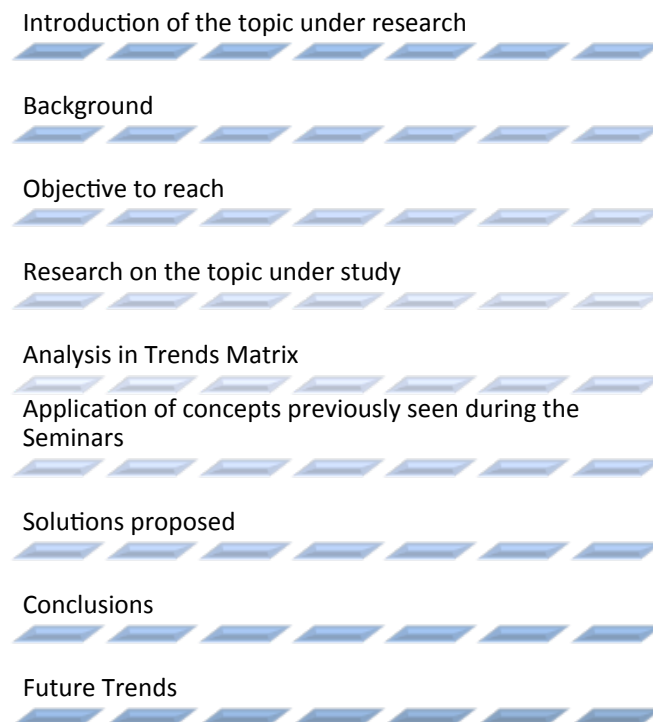 Introduction of the topic under research
Background
Objective to reach
Research on the topic under study
Analysis in Trends Matrix
Application of concepts previously seen during the
Seminars
Solutions proposed
Conclusions
Future Trends